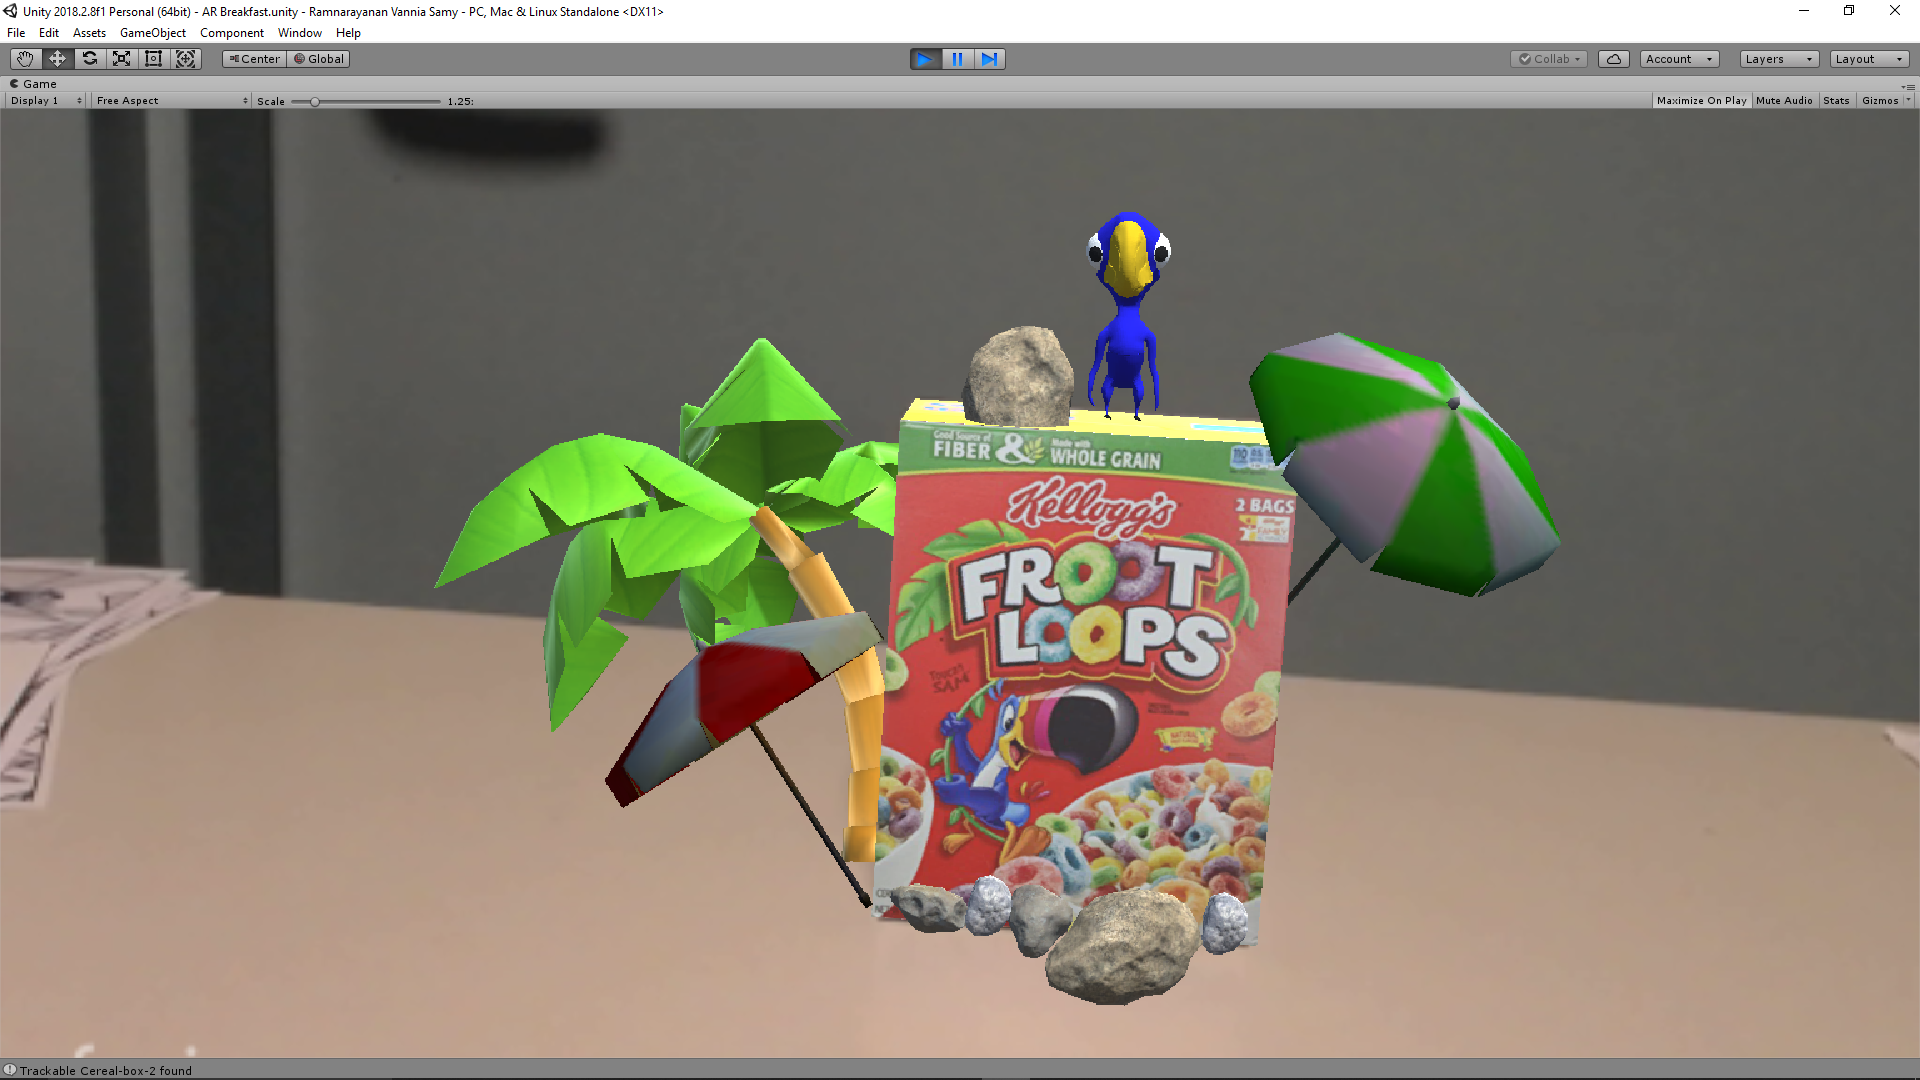 Unity 2018.2.8f1 Personal (64bit) - AR Breakfast.unity - Ramnarayanan Vannia Samy - PC, Mac & Linux Standalone <DX11>
File Edit Assets GameObject Component Window Help
Center Global Collab Account Layers Layout
Game
Display 1 Free Aspect Scale 1.25: Maximize On Play Mute Audio Stats Gizmos
Good Source of
FIBER & Made with
WHOLE GRAIN
110
Kellogg's
2 BAGS
FAMILY
FROOT
LOOPS
TOUCAN
SAM
NATURAL
Trackable Cereal-box-2 found